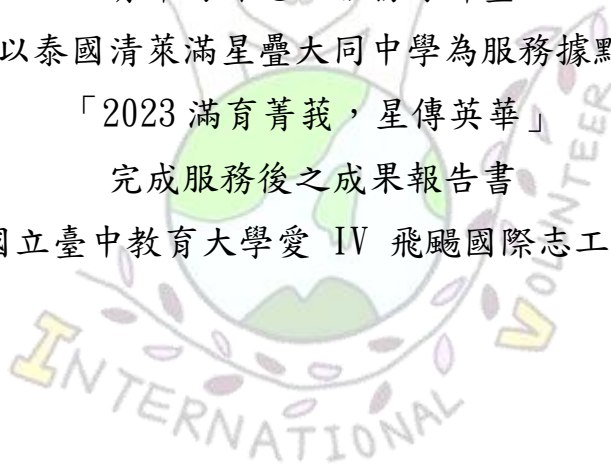 以泰國清萊滿星疊大同中學為服務據點
「2023 滿育菁莪，星傳英華」
完成服務後之成果報告書
國立臺中教育大學愛 IV 飛颺國際志工
INTERNATIONAL VOLUNTEER